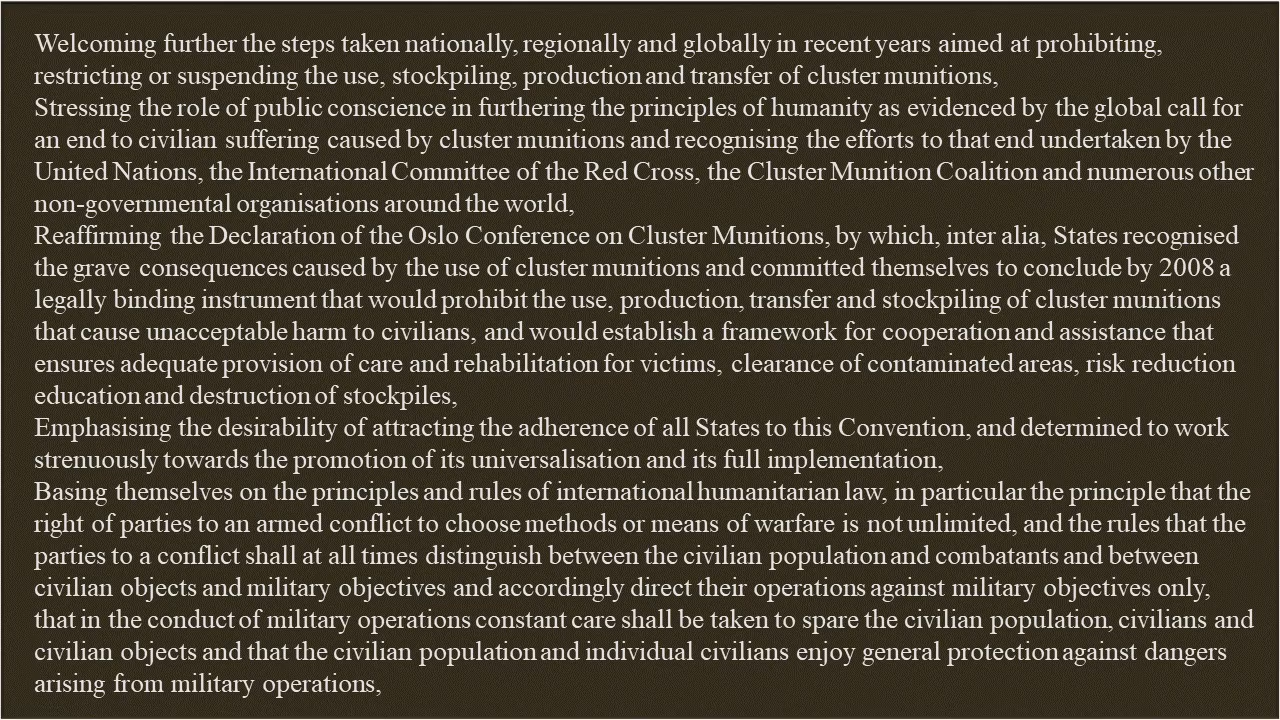 Welcoming further the steps taken nationally, regionally and globally in recent years aimed at prohibiting,
restricting or suspending the use, stockpiling, production and transfer of cluster munitions,
Stressing the role of public conscience in furthering the principles of humanity as evidenced by the global call for
an end to civilian suffering caused by cluster munitions and recognising the efforts to that end undertaken by the
United Nations, the International Committee of the Red Cross, the Cluster Munition Coalition and numerous other
non-governmental organisations around the world,
Reaffirming the Declaration of the Oslo Conference on Cluster Munitions, by which, inter alia, States recognised
the grave consequences caused by the use of cluster munitions and committed themselves to conclude by 2008 a
legally binding instrument that would prohibit the use, production, transfer and stockpiling of cluster munitions
that cause unacceptable harm to civilians, and would establish a framework for cooperation and assistance that
ensures adequate provision of care and rehabilitation for victims, clearance of contaminated areas, risk reduction
education and destruction of stockpiles,
Emphasising the desirability of attracting the adherence of all States to this Convention, and determined to work
strenuously towards the promotion of its universalisation and its full implementation,
Basing themselves on the principles and rules of international humanitarian law, in particular the principle that the
right of parties to an armed conflict to choose methods or means of warfare is not unlimited, and the rules that the
parties to a conflict shall at all times distinguish between the civilian population and combatants and between
civilian objects and military objectives and accordingly direct their operations against military objectives only,
that in the conduct of military operations constant care shall be taken to spare the civilian population, civilians and
civilian objects and that the civilian population and individual civilians enjoy general protection against dangers
arising from military operations,